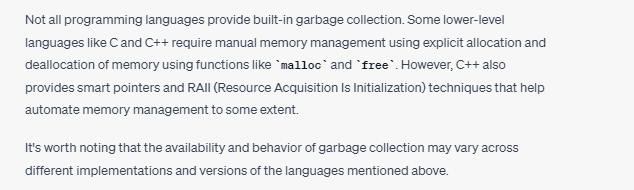 Not all programming languages provide built-in garbage collection. Some lower-level
languages like C and C++ require manual memory management using explicit allocation and
deallocation of memory using functions like `malloc` and `free`. However, C++ also
provides smart pointers and RAII (Resource Acquisition Is Initialization) techniques that help
automate memory management to some extent.
It's worth noting that the availability and behavior of garbage collection may vary across
different implementations and versions of the languages mentioned above.